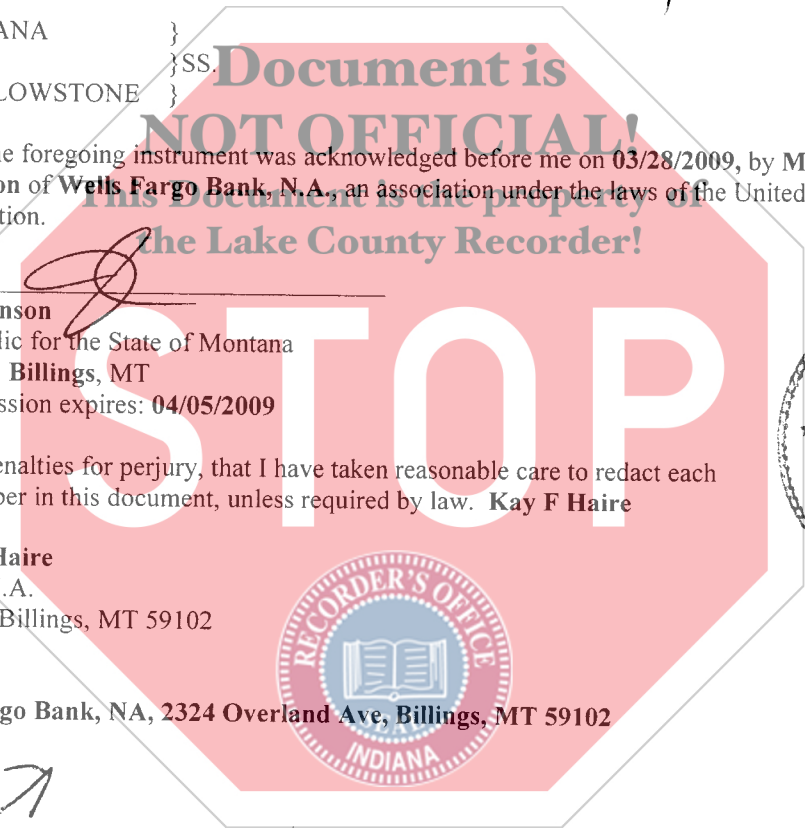 ANA }
}SS.
LOWSTONE }
Document is
NOT OFFICIAL!
This Document is the property of
the Lake County Recorder!
e foregoing instrument was acknowledged before me on 03/28/2009, by M
on of Wells Fargo Bank, N.A., an association under the laws of the United
tion.
nson
lic for the State of Montana
Billings, MT
ssion expires: 04/05/2009
STOP
enalties for perjury, that I have taken reasonable care to redact each
ber in this document, unless required by law. Kay F Haire
Haire
.A.
Billings, MT 59102
RECORDER'S OFFICE
SEAL
INDIANA
go Bank, NA, 2324 Overland Ave, Billings, MT 59102